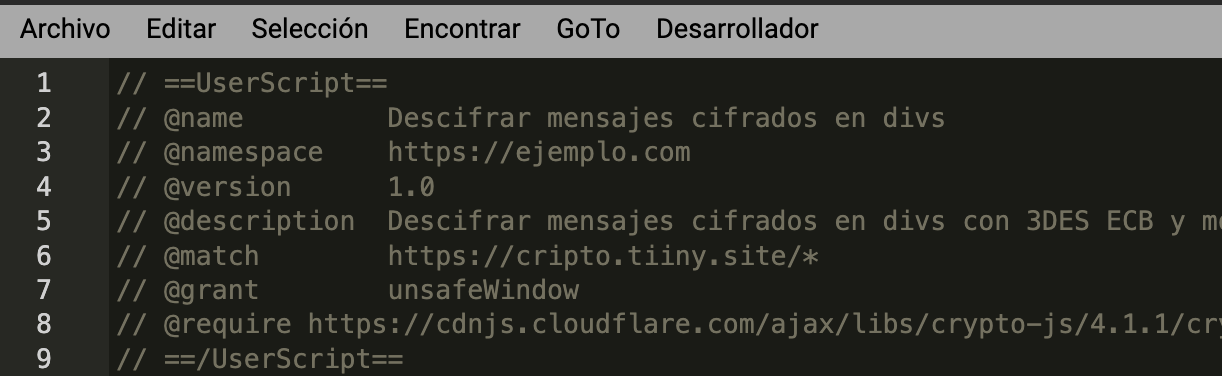 Archivo Editar Selección Encontrar GoTo Desarrollador
1 // ==UserScript==
2 // @name Descifrar mensajes cifrados en divs
3 // @namespace https://ejemplo.com
4 // @version 1.0
5 // @description Descifrar mensajes cifrados en divs con 3DES ECB y
6 // @match https://cripto.tiiny.site/*
7 // @grant unsafeWindow
8 // @require https://cdnjs.cloudflare.com/ajax/libs/crypto-js/4.1.1/
9 // ==/UserScript==